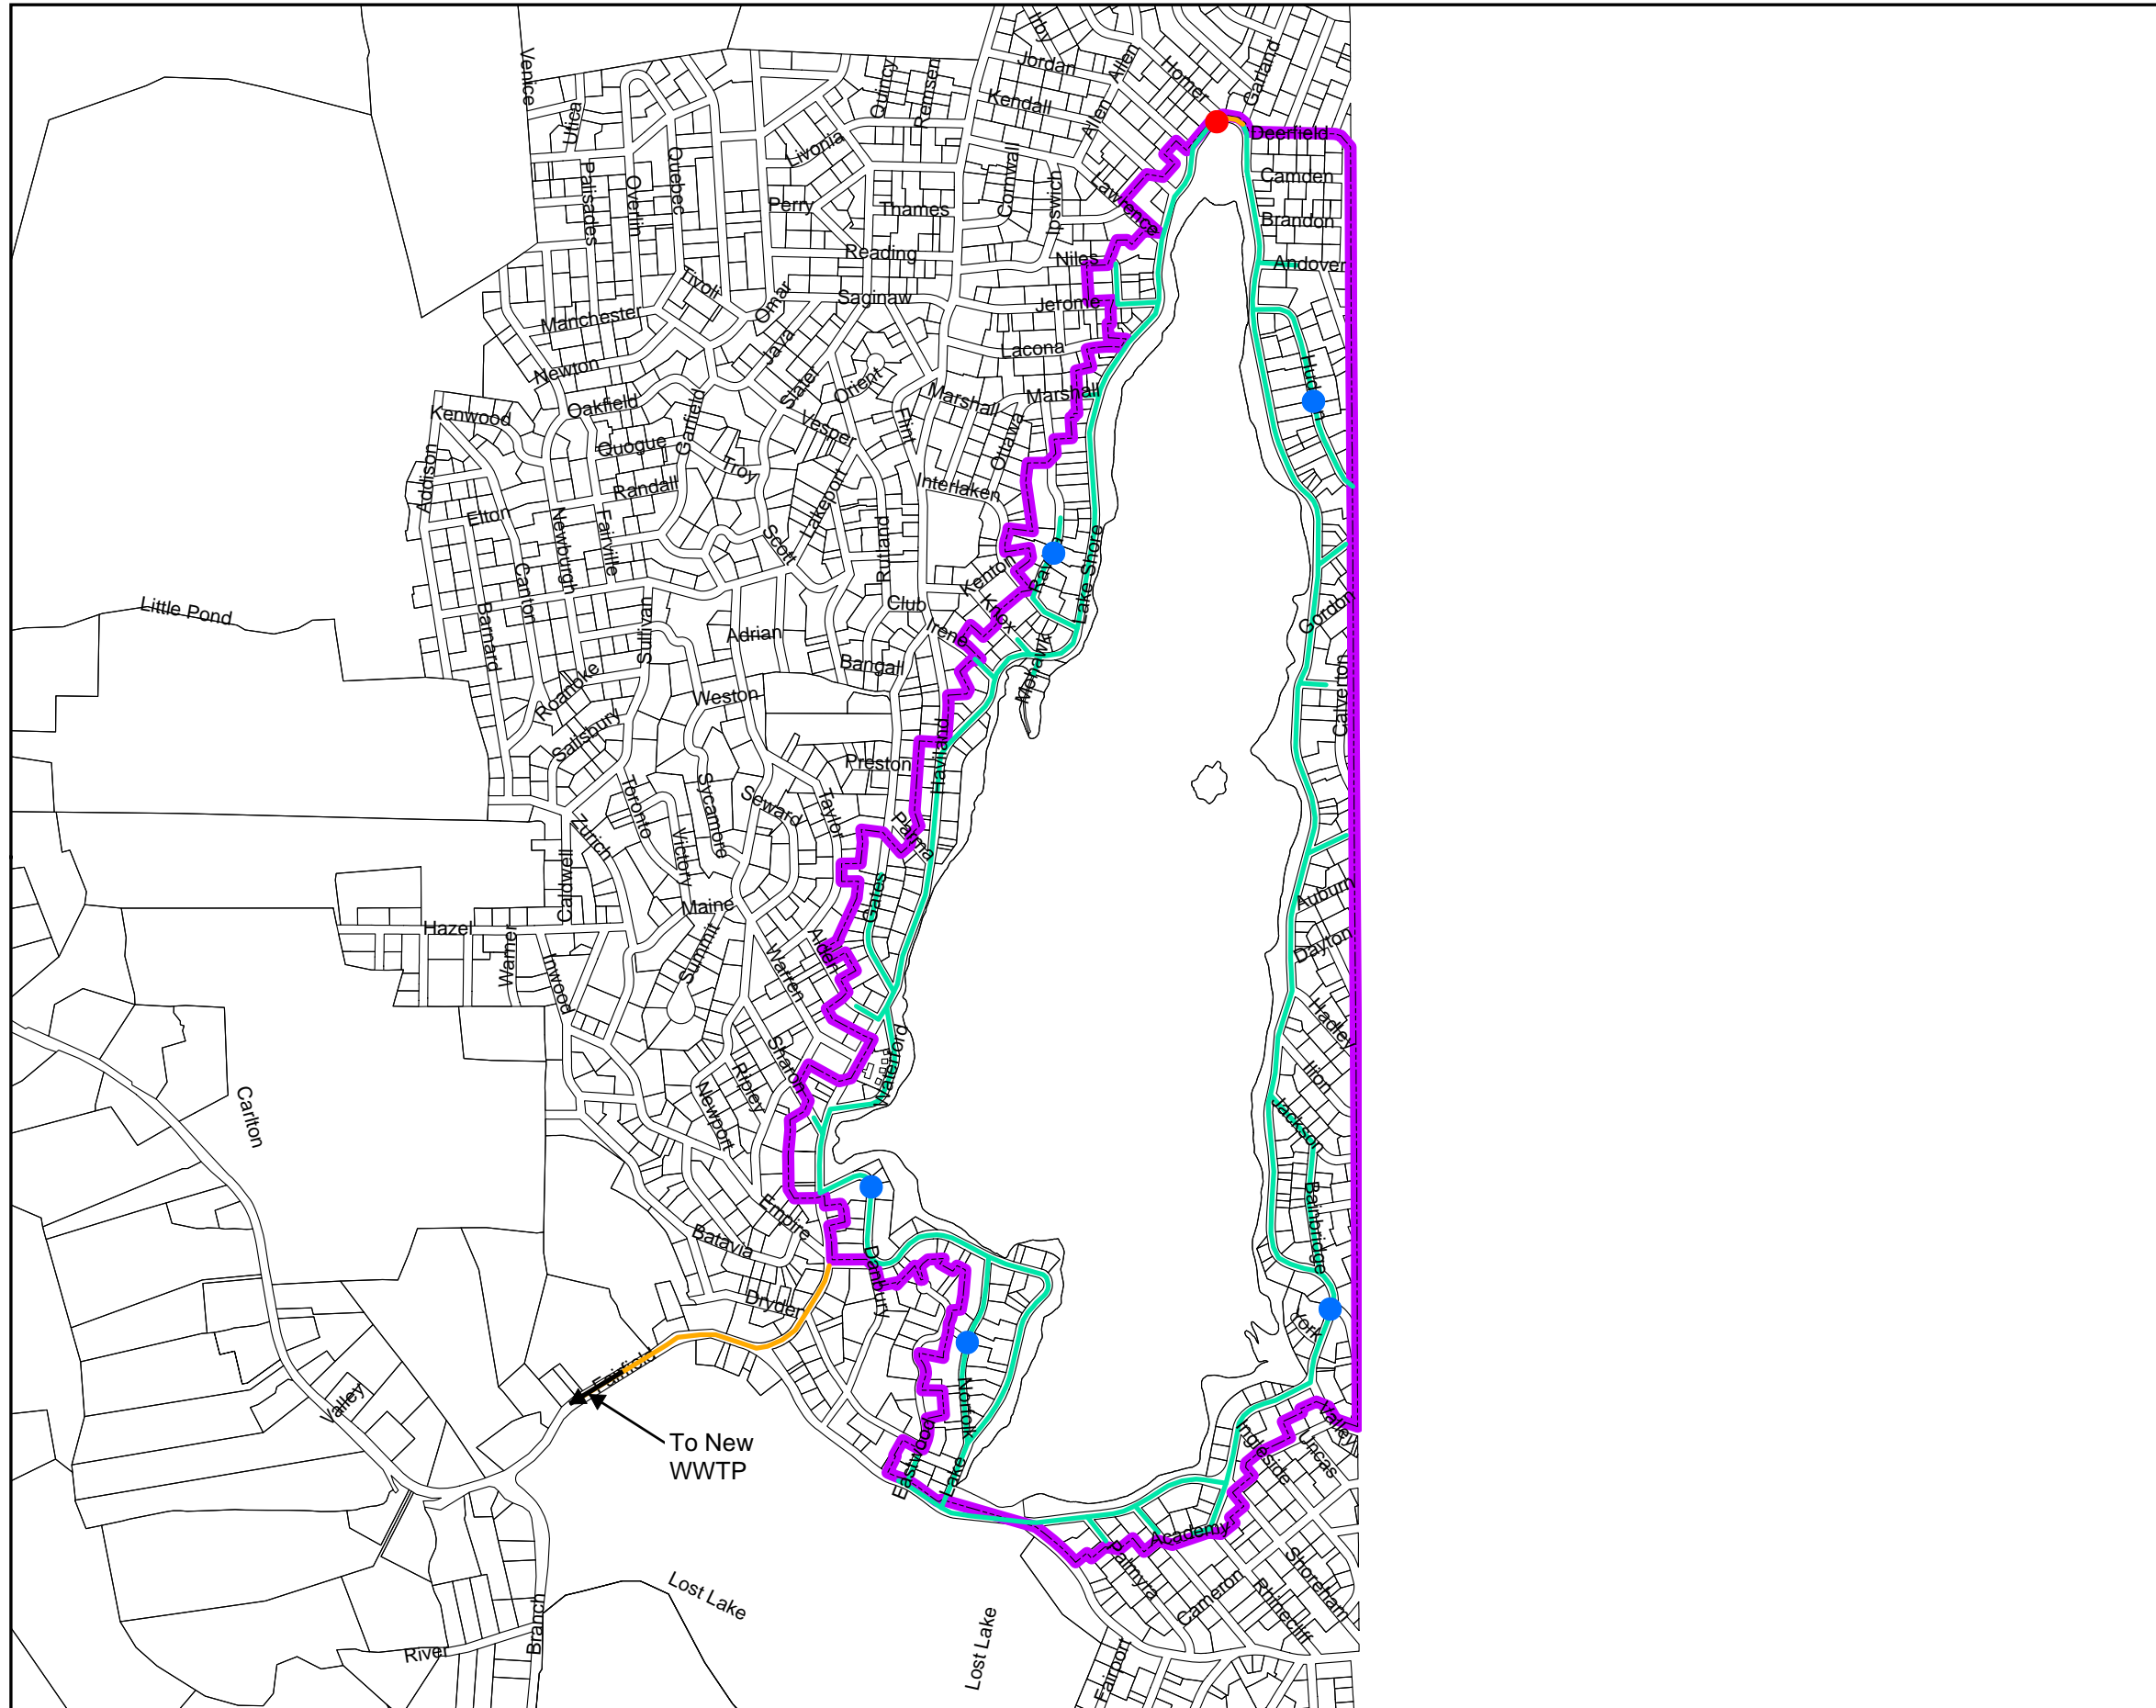 Irby
Jordan
Allen
Homer
Garland
Venice
Quincy
Remsen
Kendall
Allen
Utica
Livonia
Deerfield
Quebec
Palisades
Overlin
Cornwall
Ipswich
Lawrence
Camden
Perry
Thames
Brandon
Reading
Niles
Andover
Tivoli
Omar
Saginaw
Jerome
Manchester
Java
Lacona
Newton
Slater
Orient
Marshall
Marshall
Kenwood
Oakfield
Garfield
Vesper
Flint
Quogue
Ottawa
Addison
Troy
Randall
Lakeport
Interlaken
Elton
Newburgh
Fairville
Scott
Rutland
Lake Shore
Canton
Kenton
Little Pond
Barnard
Sullivan
Adrian
Club
Knox
Irene
Gordon
Bangall
Mohawk
Roanoke
Weston
Calverton
Salisbury
Haviland
Preston
Toronto
Sycamore
Seward
Taylor
Zurich
Victory
Parma
Caldwell
Maine
Gates
Auburn
Hazel
Warner
Inwood
Summit
Warren
Alden
Dayton
Hadley
Sharon
Waterford
Carlton
Newport
Ripley
Ilion
Jackson
Empire
Batavia
Bainbridge
Danbury
Dryden
York
Fairfield
Valley
Norfolk
Valley
To New
WWTP
Eastwood
Lake
Ingleside
Uncas
Academy
Palmyra
Lost Lake
Cameron
Rhinecliff
Storeham
Branch
River
Lost Lake
Fairport